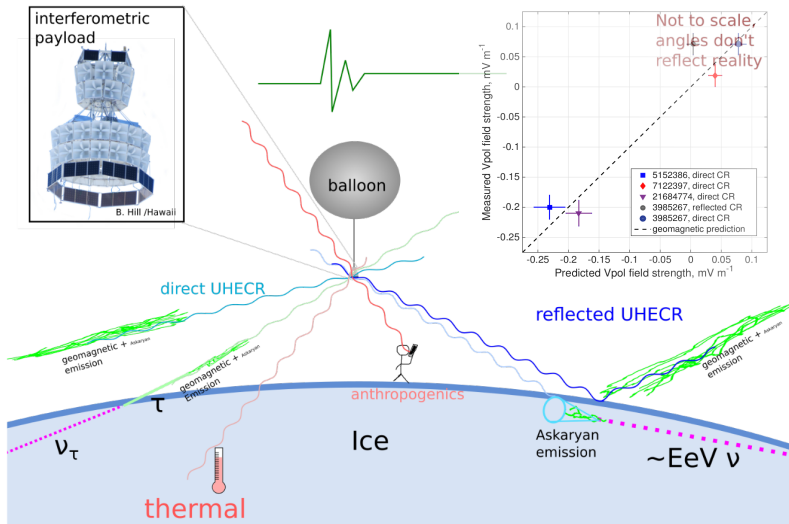 interferometric
payload
B. Hill /Hawaii
balloon
direct UHECR
geomagnetic + Askaryan
emission
geomagnetic + Askaryan
Emission
τ
ντ
thermal
anthropogenics
Ice
reflected UHECR
geomagnetic + Askaryan
emission
Askaryan
emission
~EeV ν
Not to scale,
angles don't
reflect reality
Measured Vpol field strength, mV m⁻¹
0.1
0.05
0
-0.05
-0.1
-0.15
-0.2
-0.25
5152386, direct CR
7122397, direct CR
21684774, direct CR
3985267, reflected CR
3985267, direct CR
geomagnetic prediction
-0.25 -0.2 -0.15 -0.1 -0.05 0 0.05 0.1
Predicted Vpol field strength, mV m⁻¹